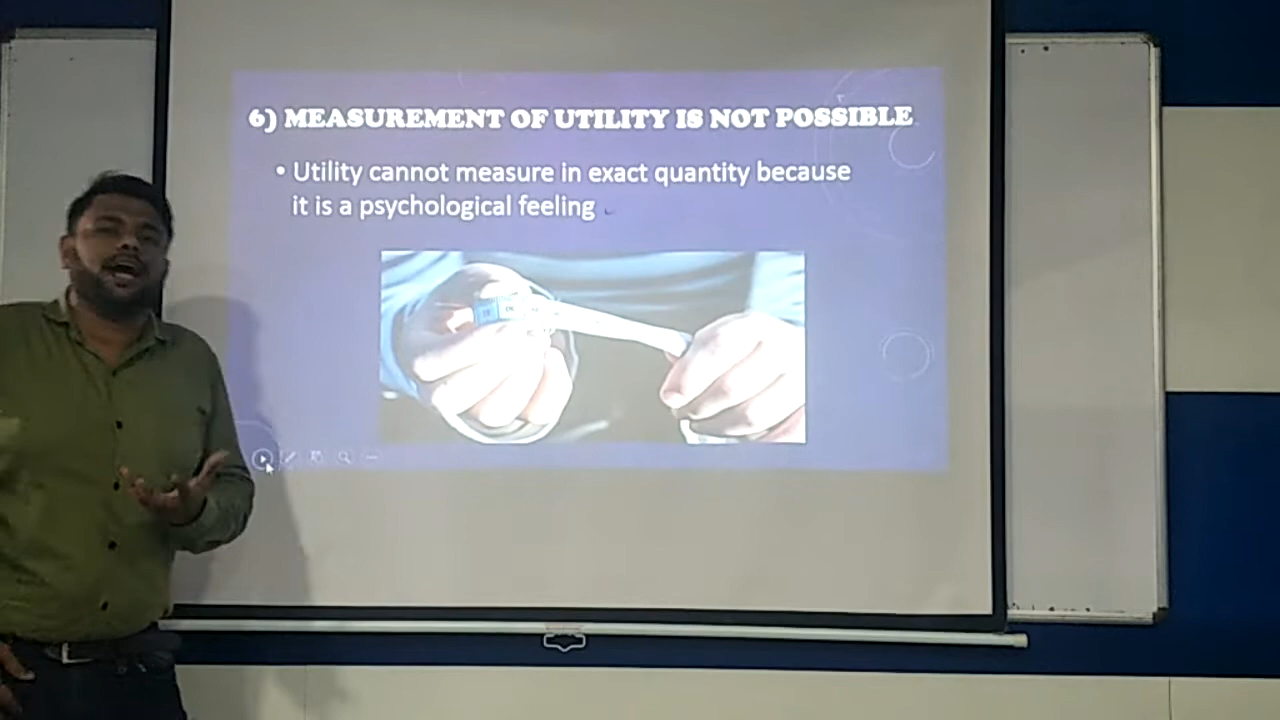 6) MEASUREMENT OF UTILITY IS NOT POSSIBLE
• Utility cannot measure in exact quantity because
it is a psychological feeling